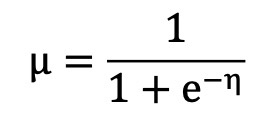 μ = 1 / (1 + e^{−η})